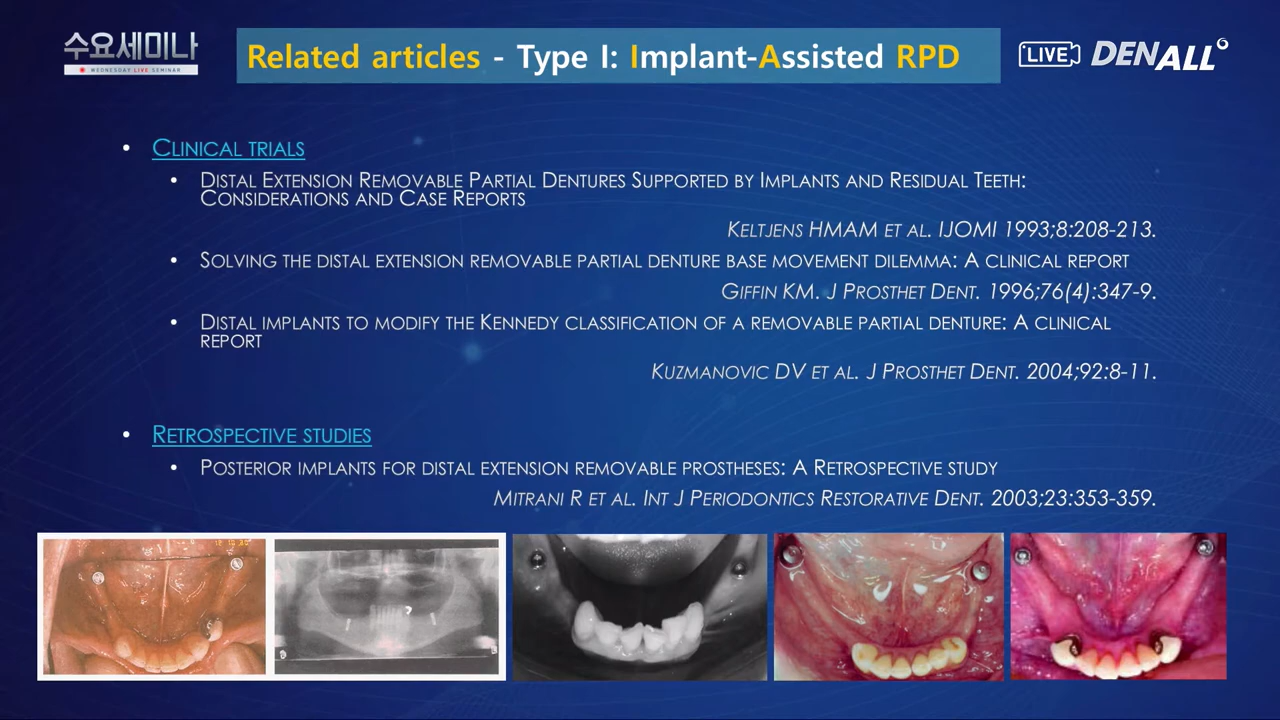 수요세미나
WEDNESDAY LIVE SEMINAR
Related articles - Type I: Implant-Assisted RPD
LIVE
DENALL
• CLINICAL TRIALS
• DISTAL EXTENSION REMOVABLE PARTIAL DENTURES SUPPORTED BY IMPLANTS AND RESIDUAL TEETH:
CONSIDERATIONS AND CASE REPORTS
KELTJENS HMAM ET AL. IJOMI 1993;8:208-213.
• SOLVING THE DISTAL EXTENSION REMOVABLE PARTIAL DENTURE BASE MOVEMENT DILEMMA: A CLINICAL REPORT
GIFFIN KM. J PROSTHET DENT. 1996;76(4):347-9.
• DISTAL IMPLANTS TO MODIFY THE KENNEDY CLASSIFICATION OF A REMOVABLE PARTIAL DENTURE: A CLINICAL
REPORT
KUZMANOVIC DV ET AL. J PROSTHET DENT. 2004;92:8-11.
• RETROSPECTIVE STUDIES
• POSTERIOR IMPLANTS FOR DISTAL EXTENSION REMOVABLE PROSTHESES: A RETROSPECTIVE STUDY
MITRANI R ET AL. INT J PERIODONTICS RESTORATIVE DENT. 2003;23:353-359.